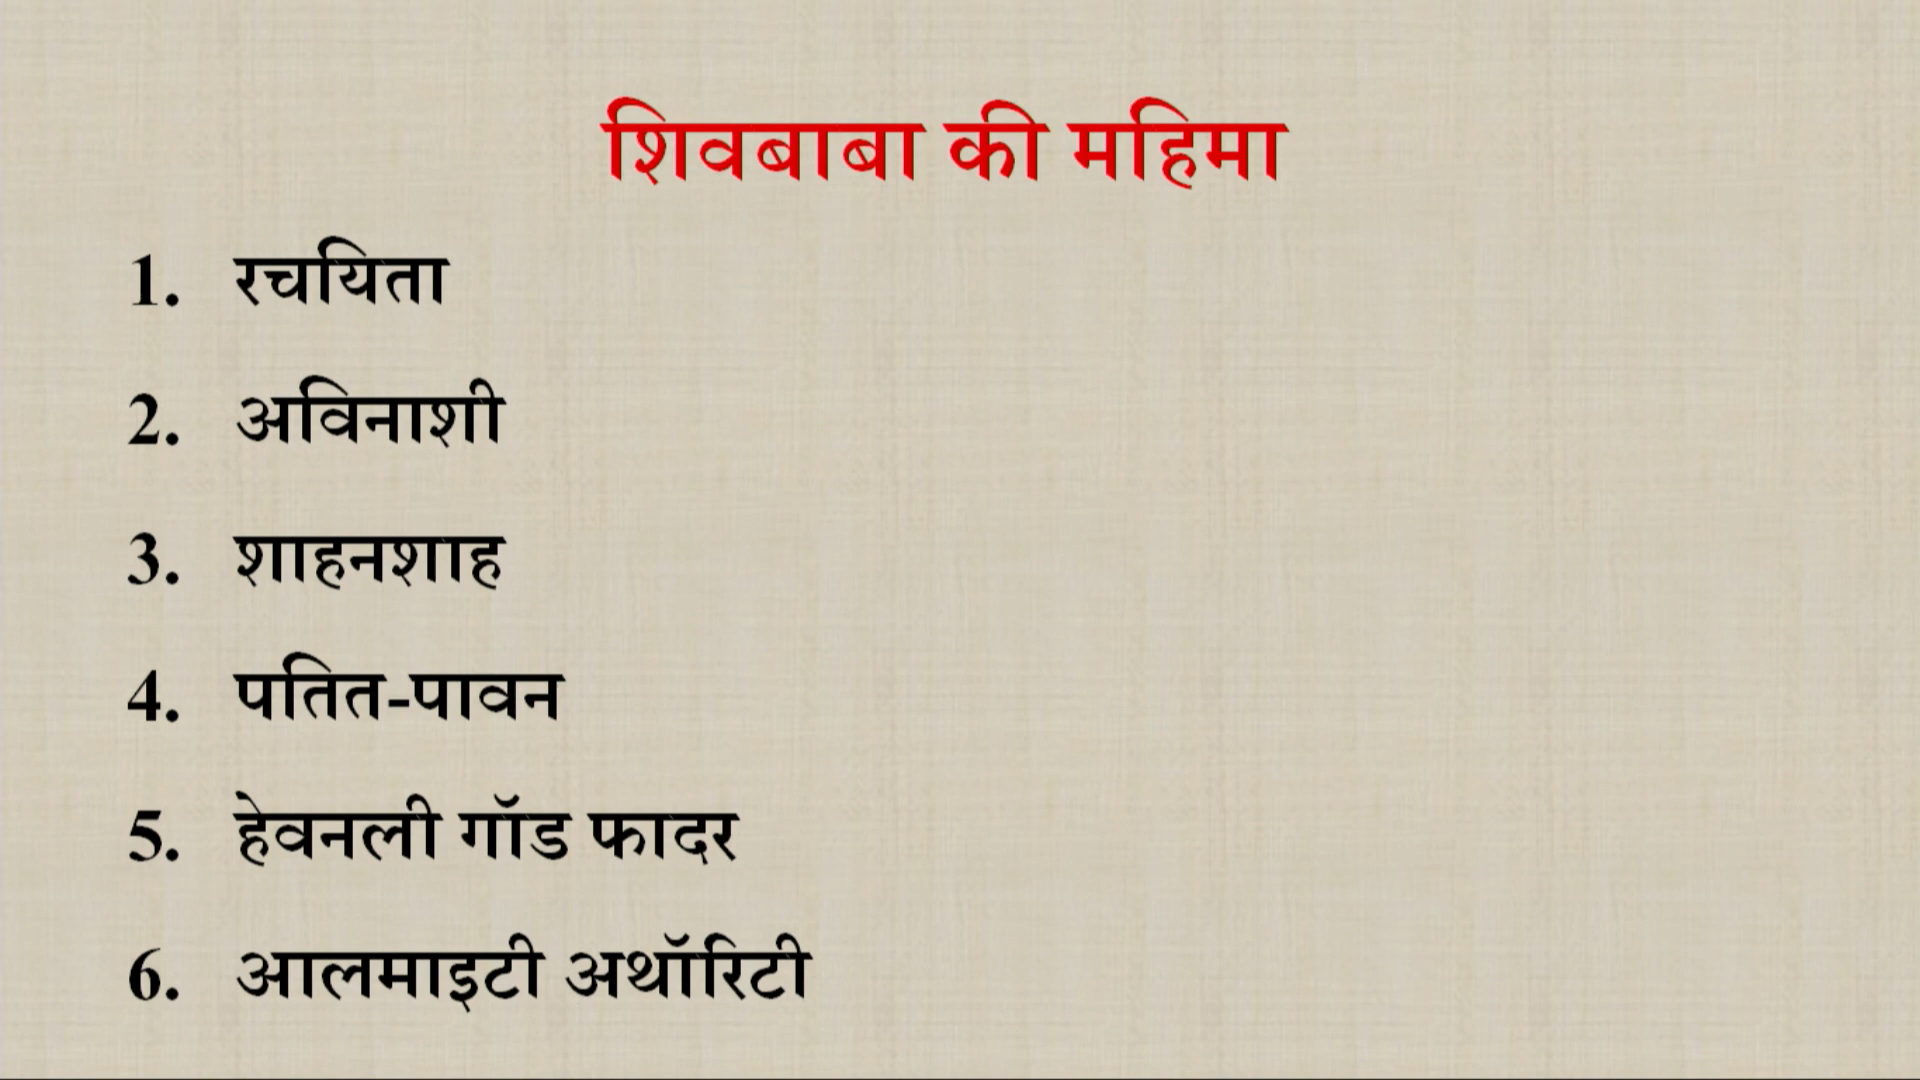 शिवबाबा की महिमा
1. रचयिता
2. अविनाशी
3. शाहनशाह
4. पतित-पावन
5. हेवनली गॉड फादर
6. आलमाइटी अथॉरिटी